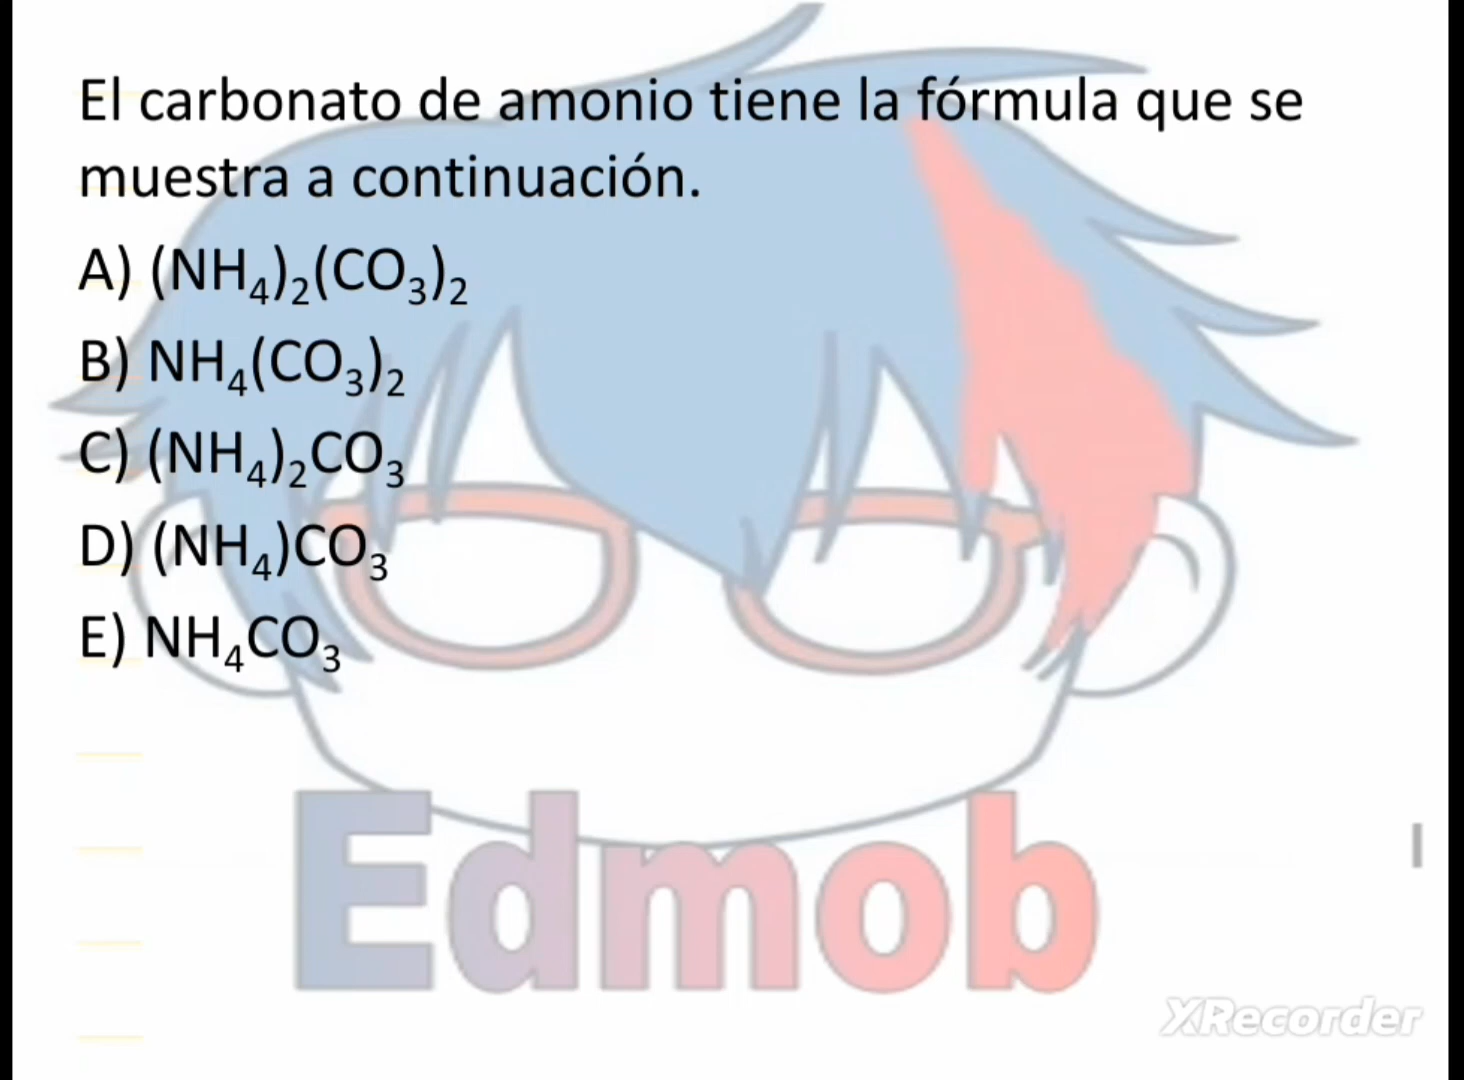 El carbonato de amonio tiene la fórmula que se
muestra a continuación.
A) (NH₄)₂(CO₃)₂
B) NH₄(CO₃)₂
C) (NH₄)₂CO₃
D) (NH₄)CO₃
E) NH₄CO₃
Edmob
XRecorder